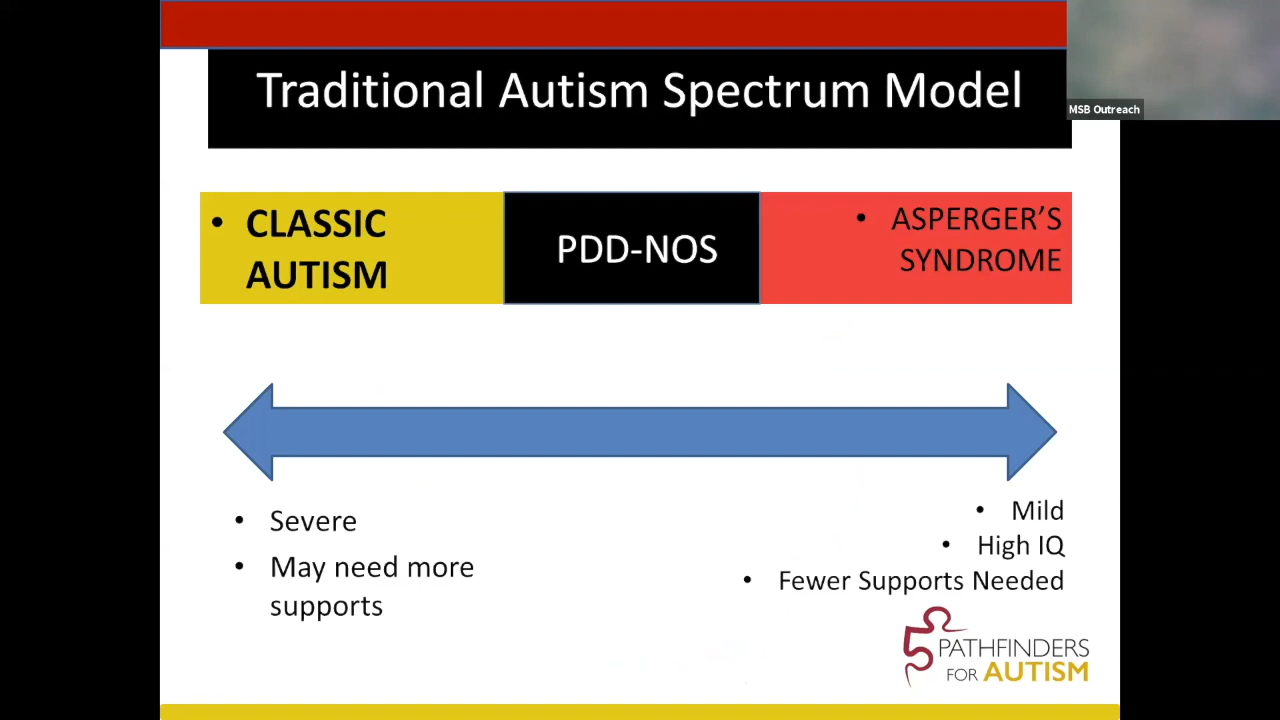 Traditional Autism Spectrum Model
MSB Outreach
• CLASSIC
AUTISM
PDD-NOS
• ASPERGER’S
SYNDROME
• Severe
• May need more
supports
• Mild
• High IQ
• Fewer Supports Needed
5 PATHFINDERS
FOR AUTISM